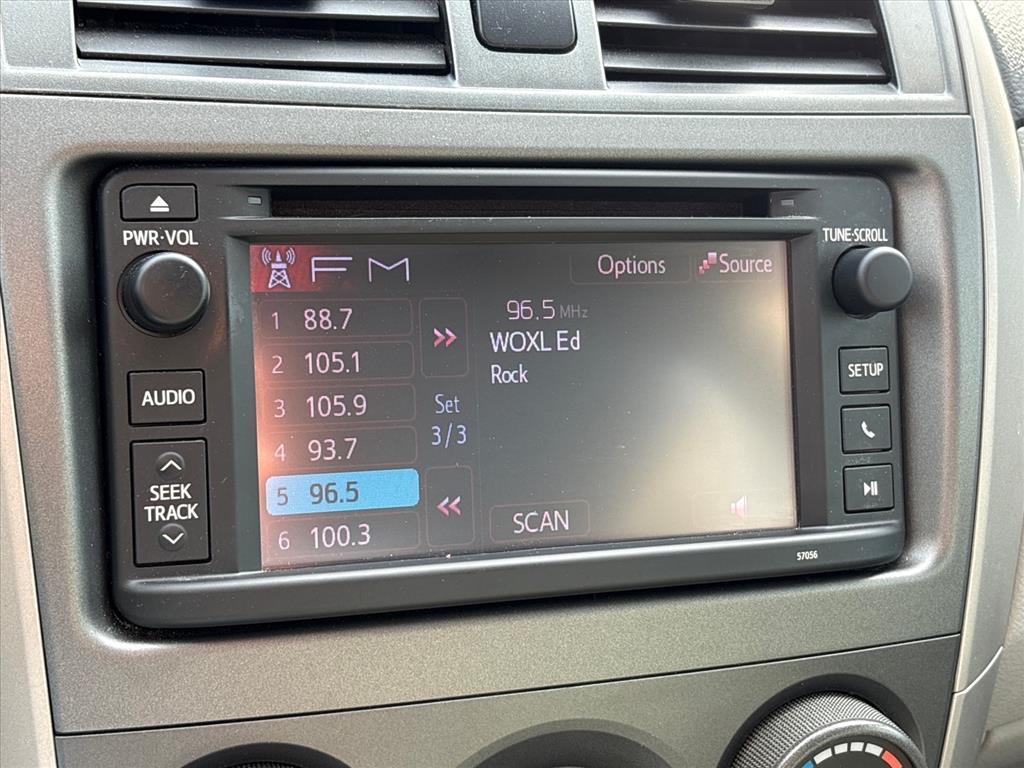 PWR·VOL
TUNE·SCROLL
FM
Options
Source
1 88.7
2 105.1
3 105.9
4 93.7
5 96.5
6 100.3
Set
3/3
96.5 MHz
WOXL Ed
Rock
SCAN
AUDIO
SEEK
TRACK
SETUP
57056